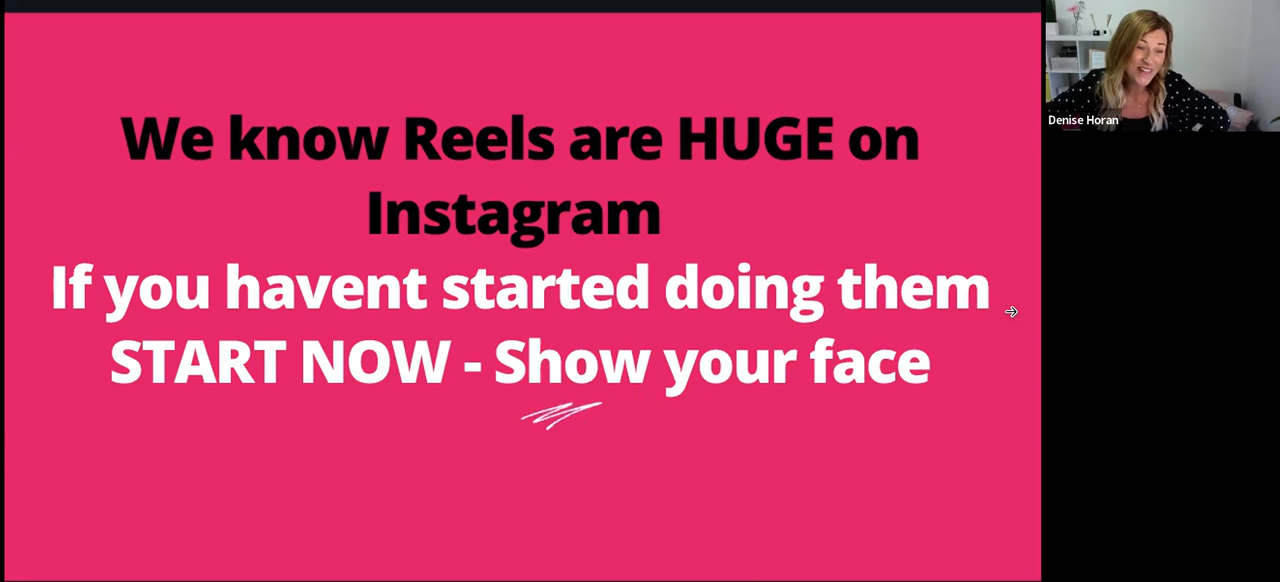 We know Reels are HUGE on
Instagram
If you havent started doing them
START NOW - Show your face
Denise Horan